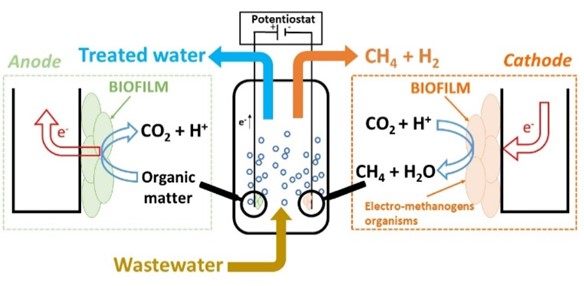 Potentiostat
+ -
Anode
Treated water
CH₄ + H₂
Cathode
BIOFILM
BIOFILM
e⁻
CO₂ + H⁺
e⁻
CO₂ + H⁺
e⁻
Organic
matter
CH₄ + H₂O
Electro-methanogens
organisms
Wastewater